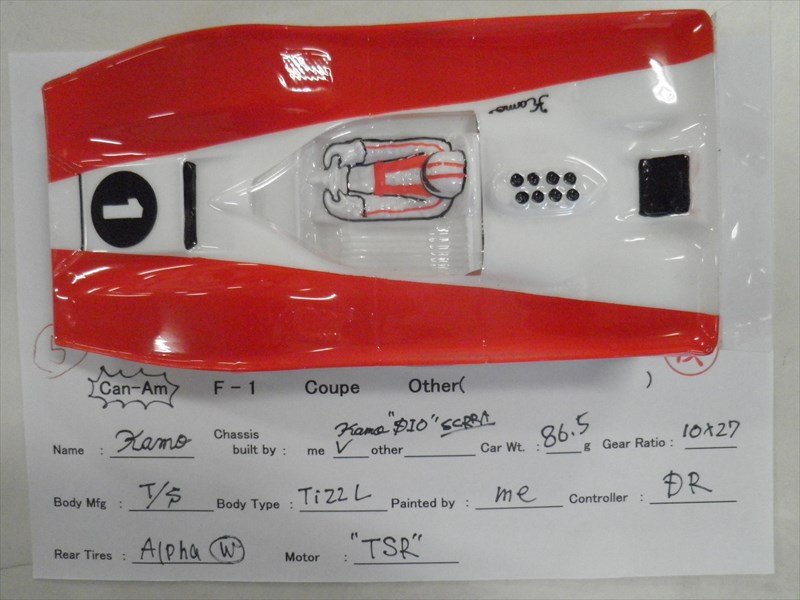 Kamo
1
Can-Am F-1 Coupe Other( )
Kamo "DIO" SCRRA
Name : Kamo Chassis built by : me ✓ other Car Wt. : 86.5 g Gear Ratio : 10×27
Body Mfg : T/S Body Type : TiZZL Painted by : me Controller : DR
Rear Tires : Alpha W Motor : "TSR"